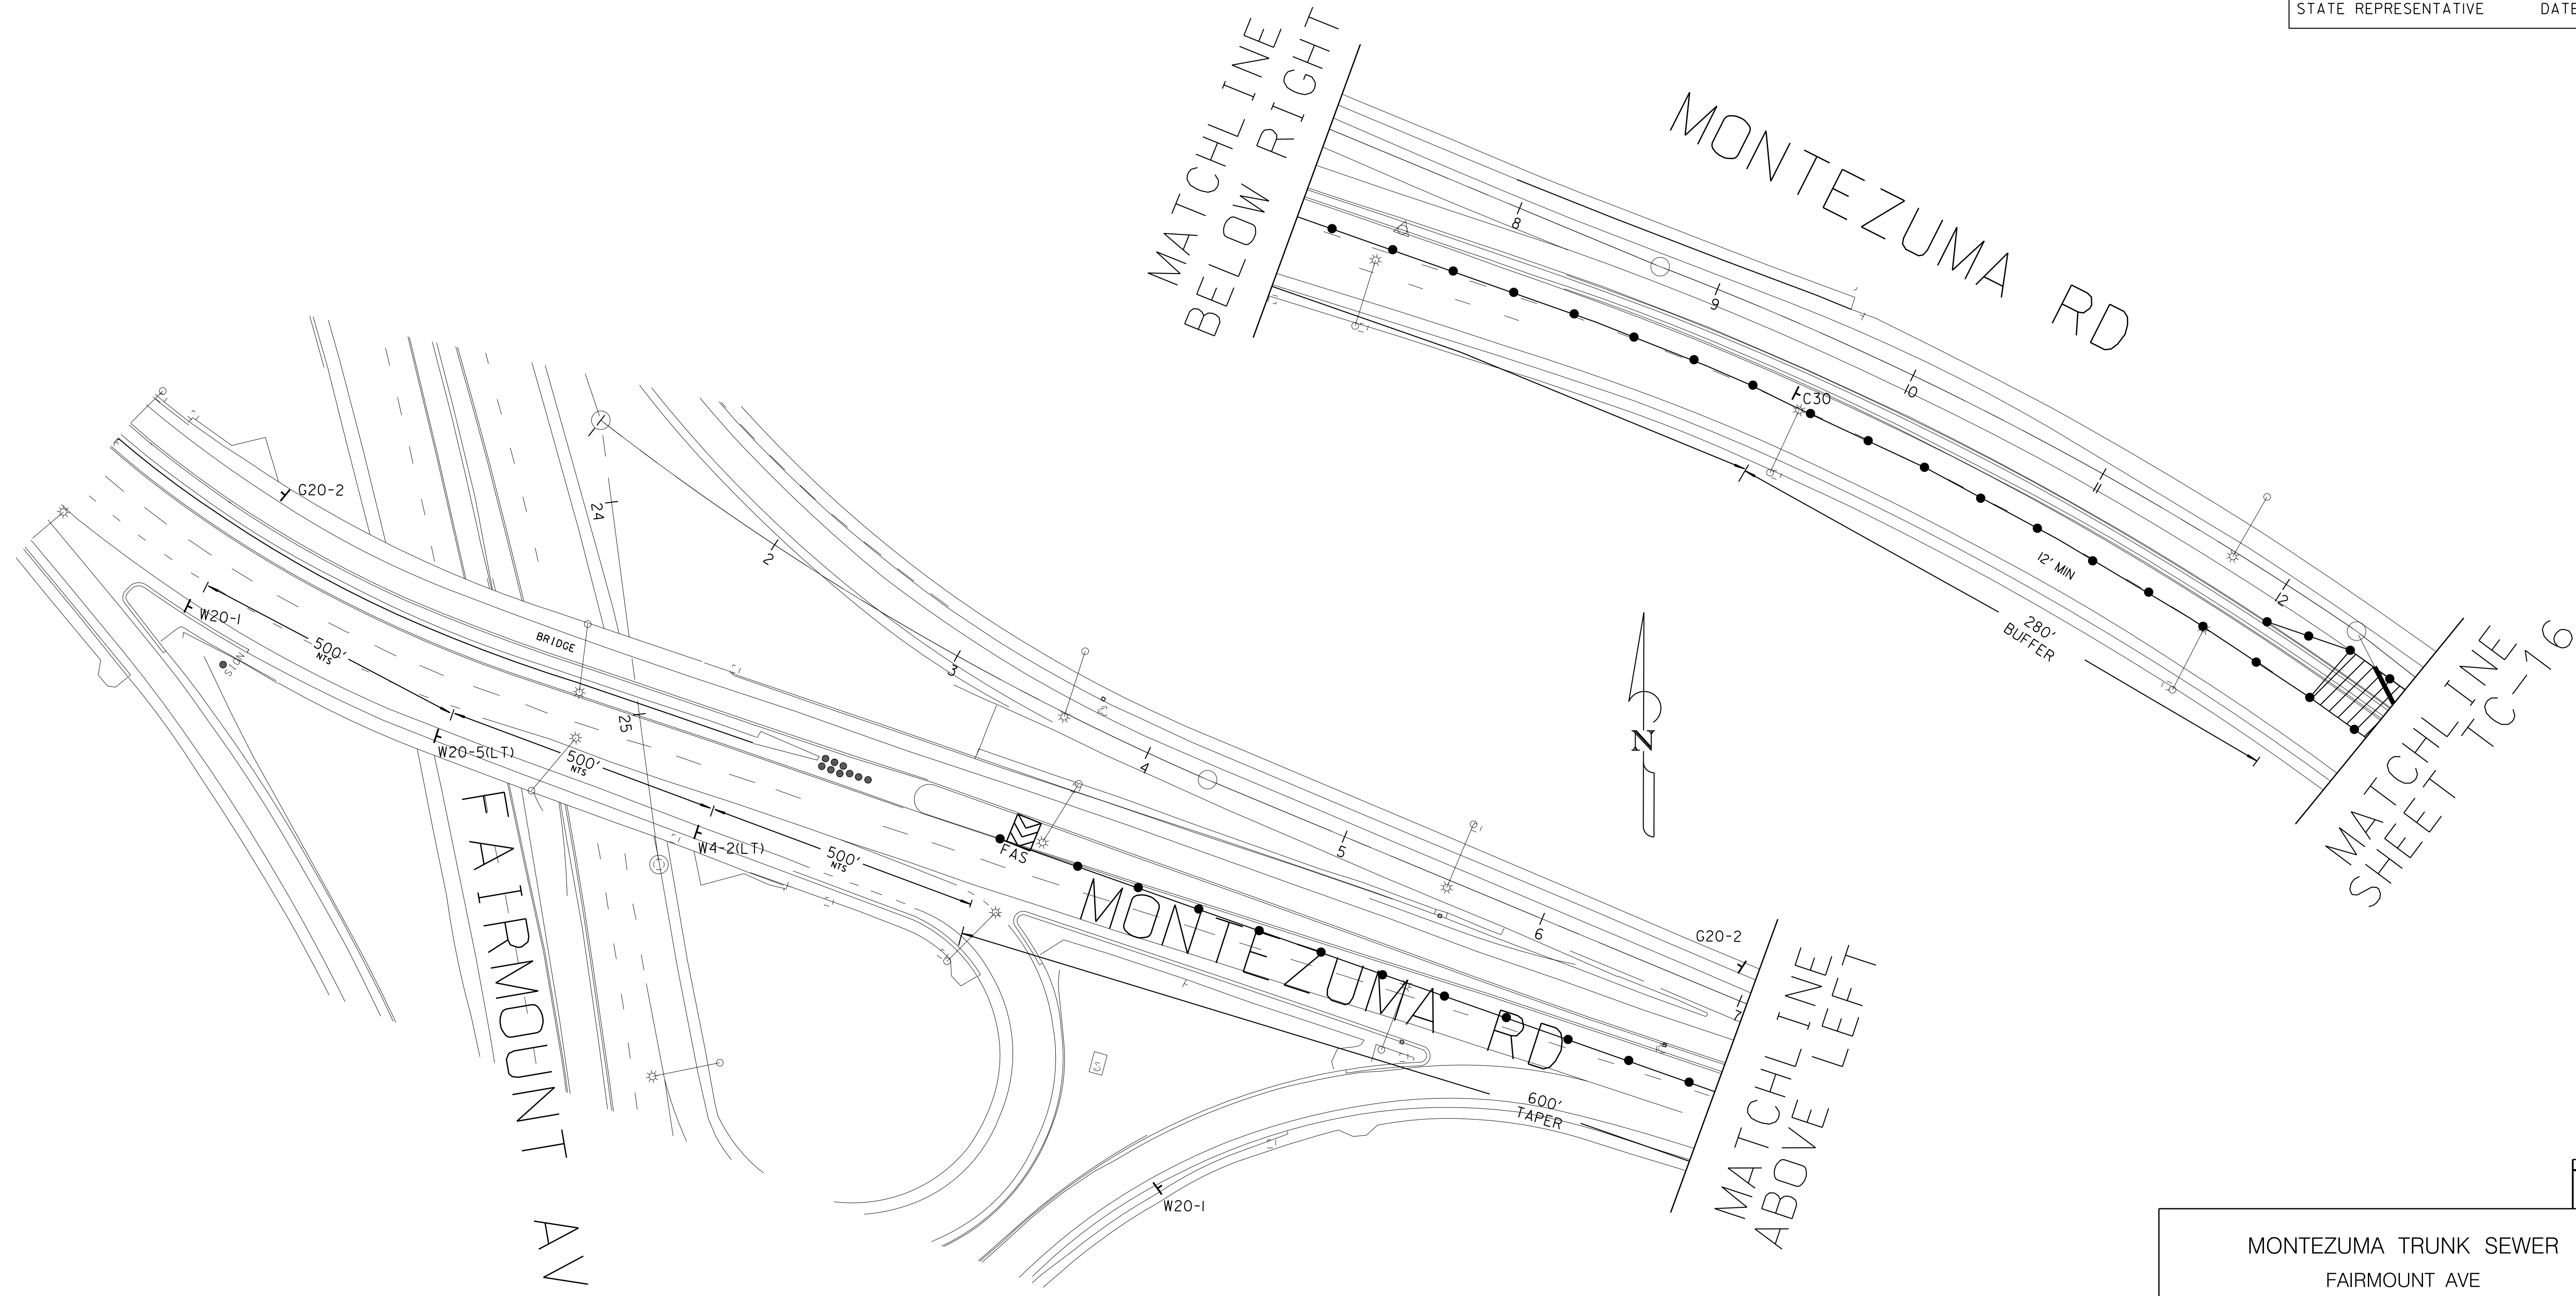 STATE REPRESENTATIVE DATE
MATCHLINE
BELOW RIGHT
MONTEZUMA RD
8
9
10
11
12
C30
12' MIN
280'
BUFFER
MATCHLINE
SHEET TC-16
G20-2
24
2
W20-1
SIGN
500'
NTS
BRIDGE
3
25
W20-5(LT)
500'
NTS
4
W4-2(LT)
500'
NTS
FAS
5
6
G20-2
7
N
MONTEZUMA RD
FAIRMOUNT AV
600'
TAPER
MATCHLINE
ABOVE LEFT
W20-1
MONTEZUMA TRUNK SEWER
FAIRMOUNT AVE